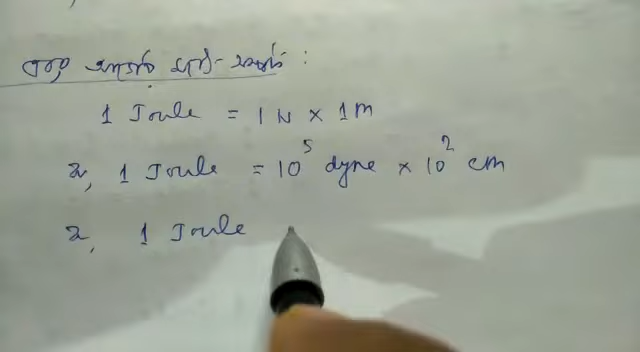 1 Joule = 1 N × 1 m
বা, 1 Joule = 10⁵ dyne × 10² cm
বা, 1 Joule